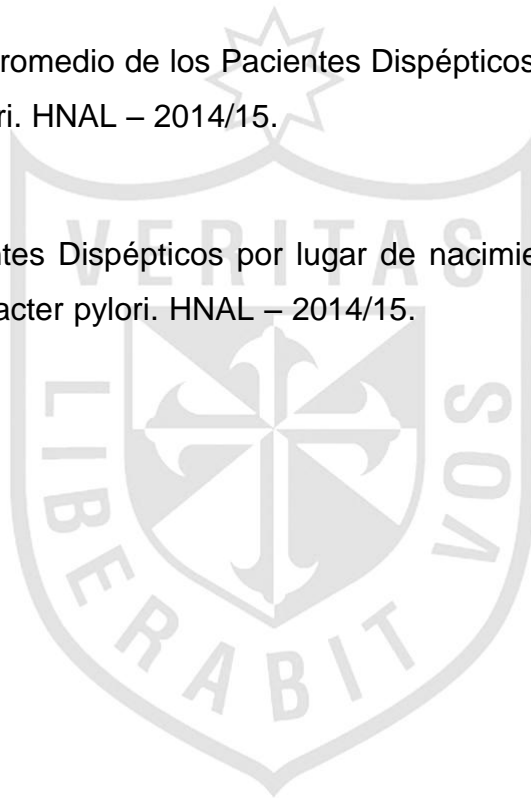 romedio de los Pacientes Dispépticos
ri. HNAL – 2014/15.
ntes Dispépticos por lugar de nacimie
acter pylori. HNAL – 2014/15.
VERITAS
LIBERABIT
VOS